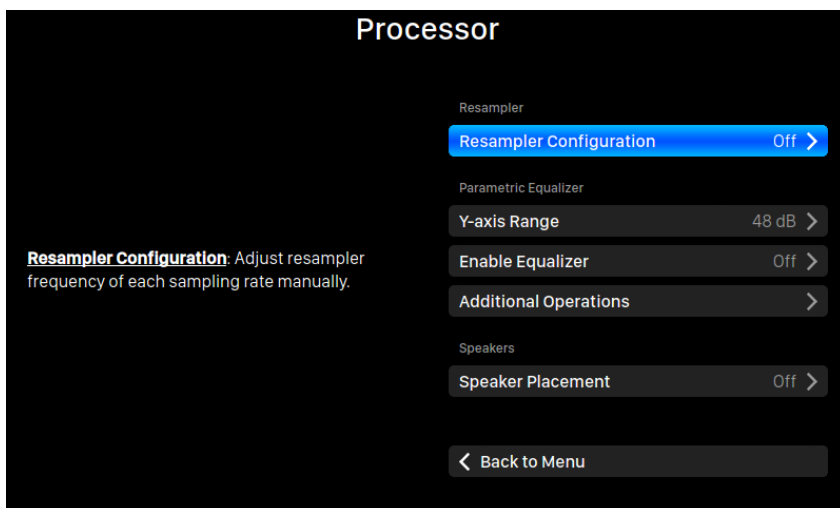 Processor
Resampler
Resampler Configuration Off
Parametric Equalizer
Y-axis Range 48 dB
Enable Equalizer Off
Additional Operations
Resampler Configuration: Adjust resampler
frequency of each sampling rate manually.
Speakers
Speaker Placement Off
Back to Menu